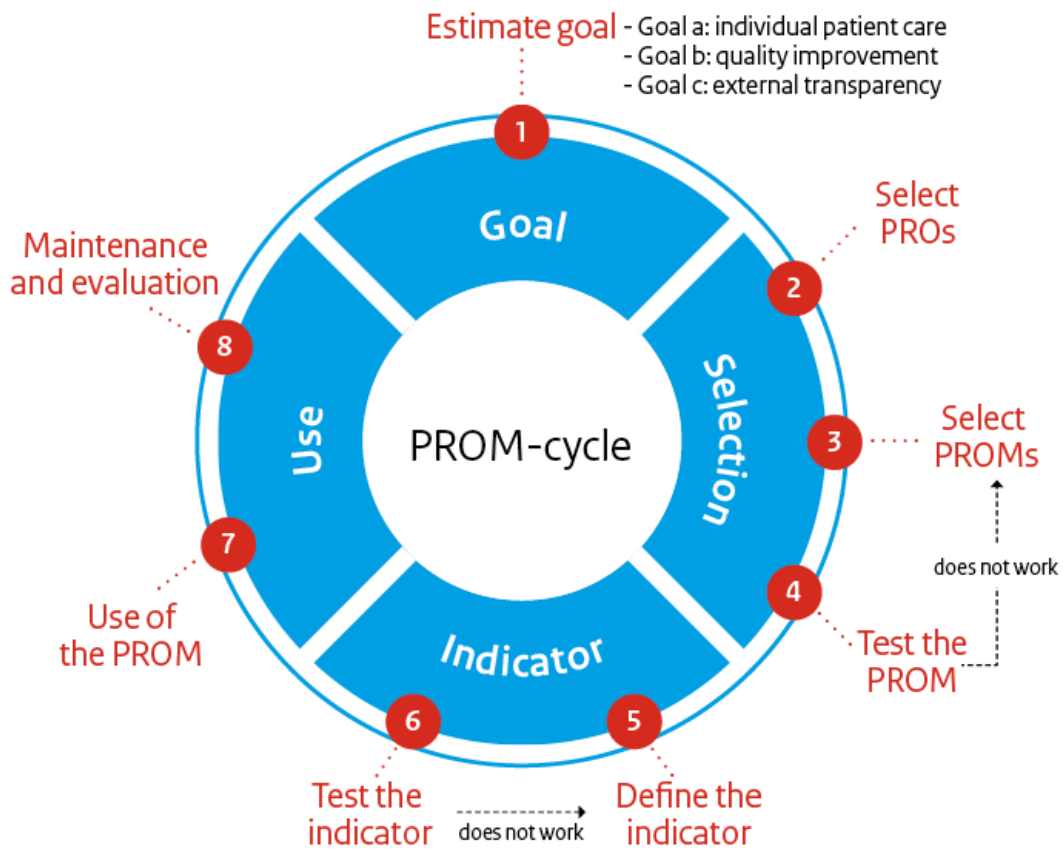 Estimate goal
- Goal a: individual patient care
- Goal b: quality improvement
- Goal c: external transparency
1
Goal
Select
PROs
2
Selection
3
Select
PROMs
does not work
4
Test the
PROM
Indicator
5
Define the
indicator
6
Test the
indicator
does not work
7
Use of
the PROM
Use
8
Maintenance
and evaluation
PROM-cycle